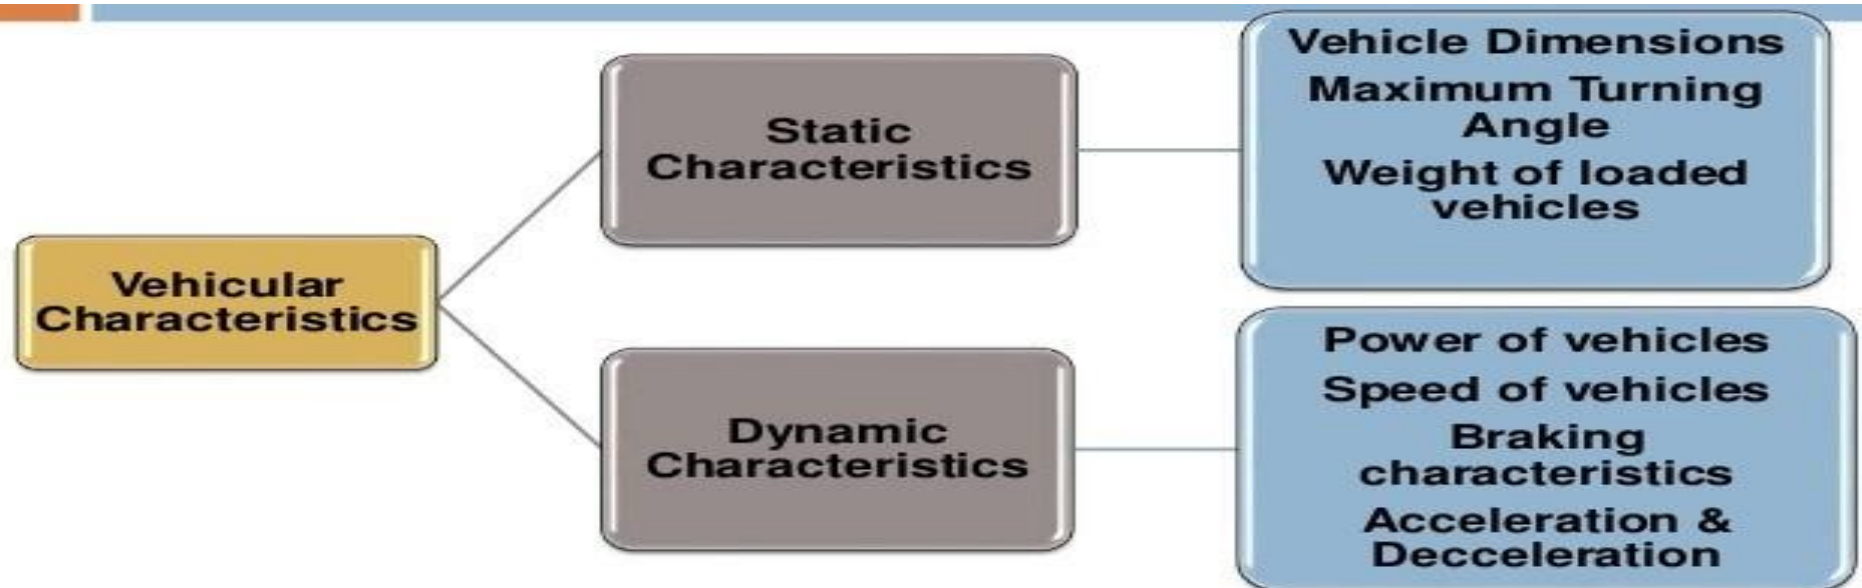 Vehicular
Characteristics
Static
Characteristics
Vehicle Dimensions
Maximum Turning
Angle
Weight of loaded
vehicles
Dynamic
Characteristics
Power of vehicles
Speed of vehicles
Braking
characteristics
Acceleration &
Decceleration